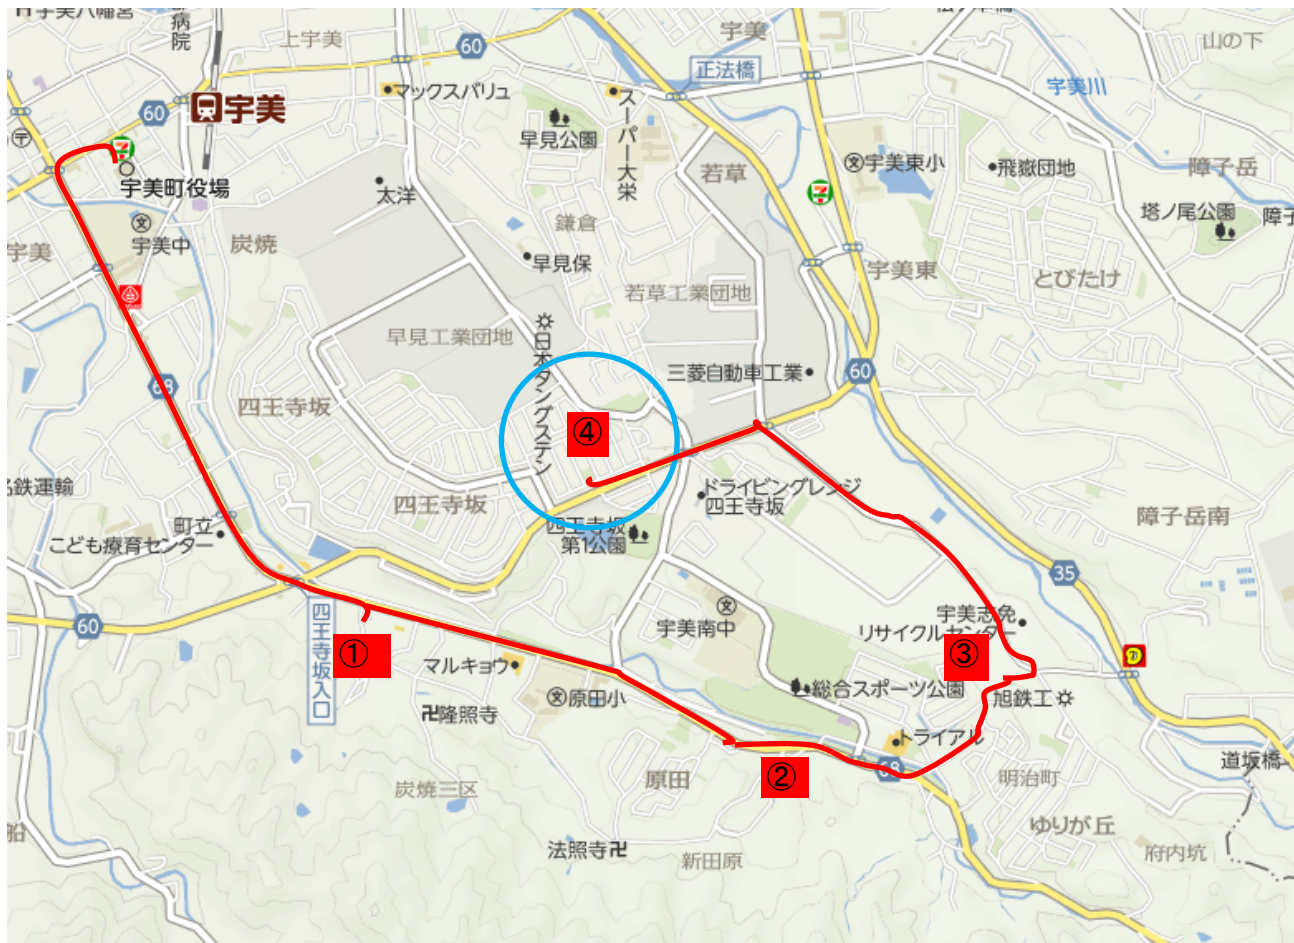 宇美八幡宮
病院
上宇美
60
宇美
正法橋
山の下
宇美川
マックスバリュ
スーパー大栄
早見公園
60
宇美
宇美町役場
太洋
若草
宇美東小
飛嶽団地
障子岳
塔ノ尾公園
障子
宇美中
宇美
炭焼
鎌倉
早見保
宇美東
とびたけ
若草工業団地
早見工業団地
日本タングステン
三菱自動車工業
60
68
四王寺坂
④
四王寺坂
ドライビングレンジ
四王寺坂
名鉄運輸
町立
こども療育センター
四王寺坂
第1公園
障子岳南
35
60
四王寺坂入口
①
宇美南中
宇美志免
リサイクルセンター
③
マルキョウ
原田小
総合スポーツ公園
旭鉄工
隆照寺
トライアル
道坂橋
②
68
原田
明治町
炭焼三区
ゆりが丘
船
法照寺
新田原
府内坑